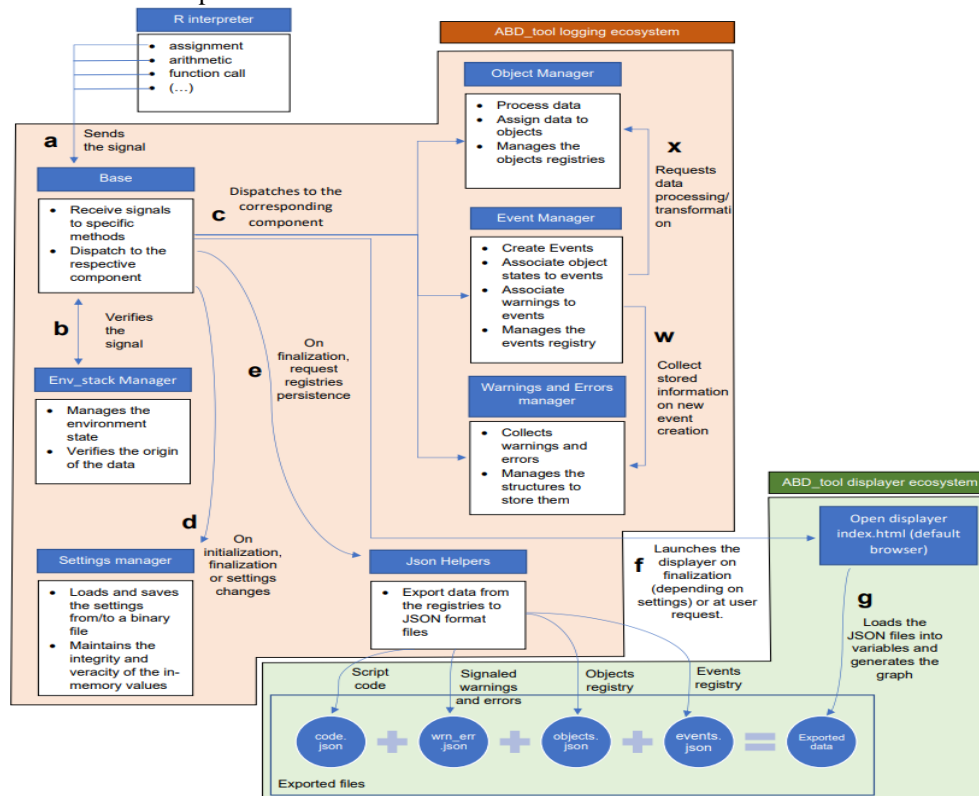 R interpreter
• assignment
• arithmetic
• function call
• (…)
ABD_tool logging ecosystem
Object Manager
• Process data
• Assign data to
objects
• Manages the
objects registries
a
Sends
the signal
x
Requests
data
processing/
transformati
on
Base
• Receive signals
to specific
methods
• Dispatch to the
respective
component
c
Dispatches to the
corresponding
component
Event Manager
• Create Events
• Associate object
states to events
• Associate
warnings to
events
• Manages the
events registry
b
Verifies
the
signal
e
On
finalization,
request
registries
persistence
w
Collect
stored
information
on new
event
creation
Env_stack Manager
• Manages the
environment
state
• Verifies the origin
of the data
Warnings and Errors
manager
• Collects
warnings and
errors
• Manages the
structures to
store them
ABD_tool displayer ecosystem
Open displayer
index.html (default
browser)
d
On
initialization,
finalization
or settings
changes
Settings manager
• Loads and saves
the settings
from/to a binary
file
• Maintains the
integrity and
veracity of the in-
memory values
Json Helpers
• Export data from
the registries to
JSON format
files
f
Launches the
displayer on
finalization
(depending on
settings) or at user
request.
g
Loads the
JSON files into
variables and
generates the
graph
Script
code
Signaled
warnings
and errors
Objects
registry
Events
registry
code.
json
wrn_err
.json
objects.
json
events.
json
Exported
data
Exported files